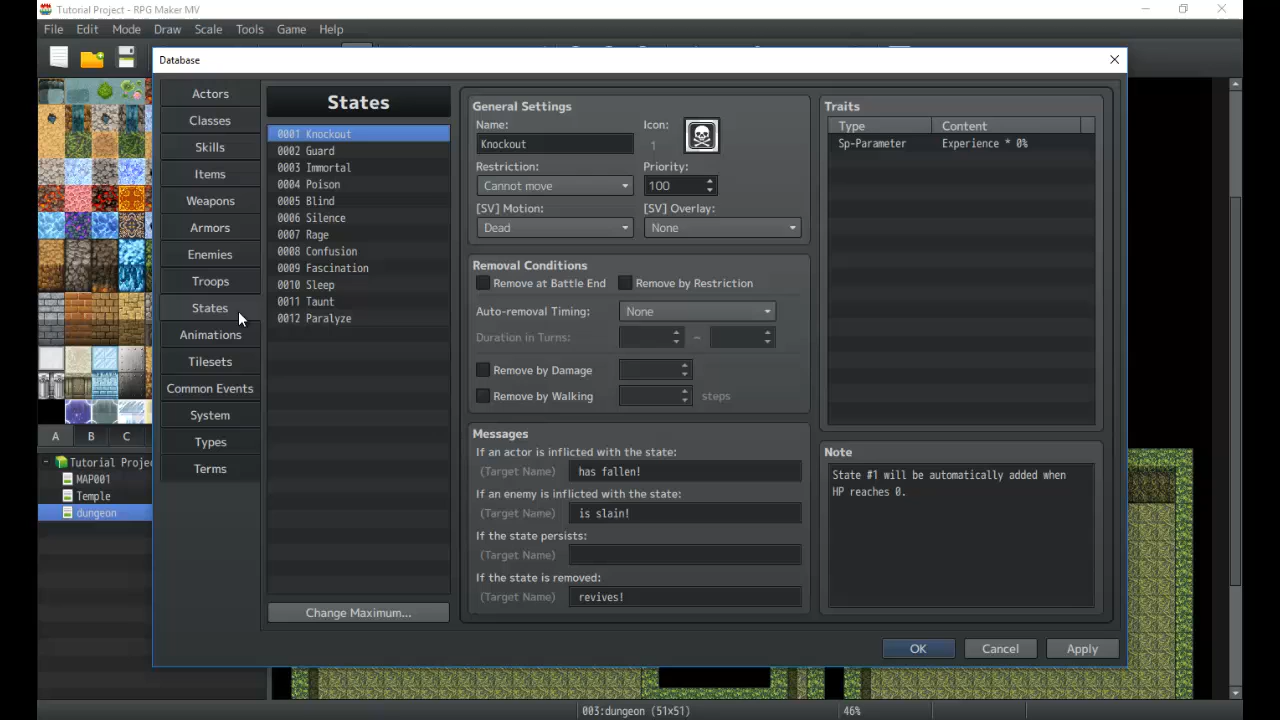 Tutorial Project - RPG Maker MV
File Edit Mode Draw Scale Tools Game Help
Database
Actors
Classes
Skills
Items
Weapons
Armors
Enemies
Troops
States
Animations
Tilesets
Common Events
System
Types
Terms
States
0001 Knockout
0002 Guard
0003 Immortal
0004 Poison
0005 Blind
0006 Silence
0007 Rage
0008 Confusion
0009 Fascination
0010 Sleep
0011 Taunt
0012 Paralyze
Change Maximum...
General Settings
Name: Icon:
Knockout 1
Restriction: Priority:
Cannot move 100
[SV] Motion: [SV] Overlay:
Dead None
Removal Conditions
Remove at Battle End Remove by Restriction
Auto-removal Timing: None
Duration in Turns: ~
Remove by Damage
Remove by Walking steps
Messages
If an actor is inflicted with the state:
(Target Name) has fallen!
If an enemy is inflicted with the state:
(Target Name) is slain!
If the state persists:
(Target Name)
If the state is removed:
(Target Name) revives!
Traits
Type Content
Sp-Parameter Experience * 0%
Note
State #1 will be automatically added when
HP reaches 0.
OK Cancel Apply
A B C
- Tutorial Projec
MAP001
Temple
dungeon
003:dungeon (51x51) 46%